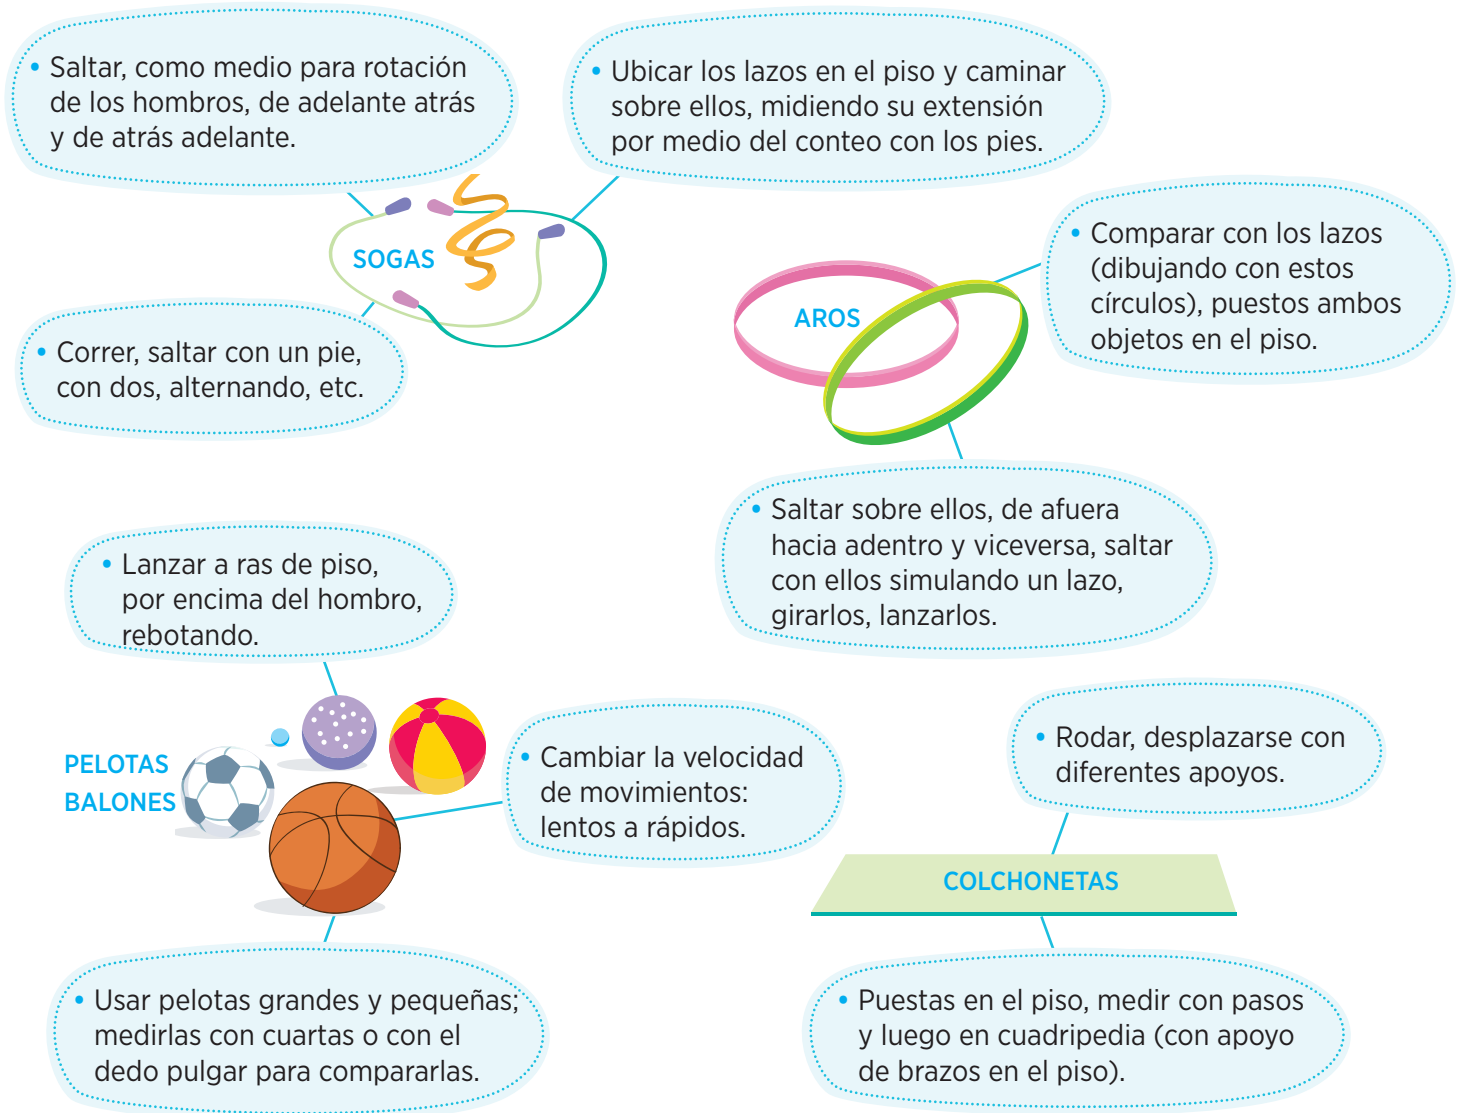 • Saltar, como medio para rotación
de los hombros, de adelante atrás
y de atrás adelante.
• Ubicar los lazos en el piso y caminar
sobre ellos, midiendo su extensión
por medio del conteo con los pies.
SOGAS
• Correr, saltar con un pie,
con dos, alternando, etc.
• Comparar con los lazos
(dibujando con estos
círculos), puestos ambos
objetos en el piso.
AROS
• Saltar sobre ellos, de afuera
hacia adentro y viceversa, saltar
con ellos simulando un lazo,
girarlos, lanzarlos.
• Lanzar a ras de piso,
por encima del hombro,
rebotando.
PELOTAS
BALONES
• Cambiar la velocidad
de movimientos:
lentos a rápidos.
• Usar pelotas grandes y pequeñas;
medirlas con cuartas o con el
dedo pulgar para compararlas.
• Rodar, desplazarse con
diferentes apoyos.
COLCHONETAS
• Puestas en el piso, medir con pasos
y luego en cuadripedia (con apoyo
de brazos en el piso).